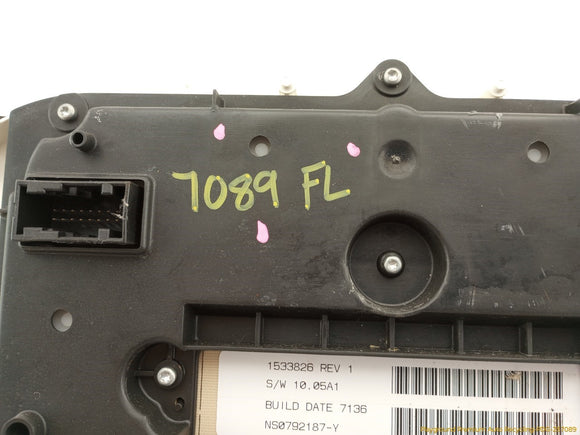 7089 FL
1533826 REV 1
S/W 10.05A1
BUILD DATE 7136
NS0792187-Y